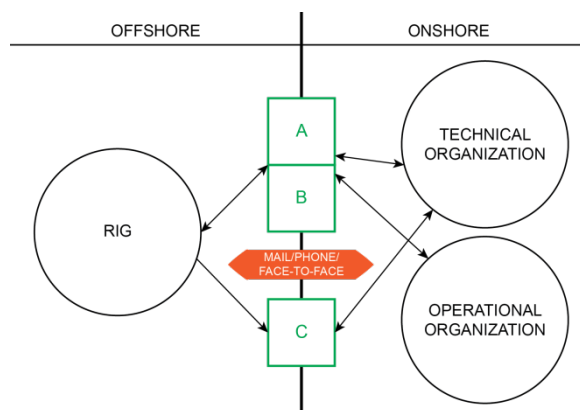 OFFSHORE
ONSHORE
A
TECHNICAL
ORGANIZATION
B
RIG
MAIL/PHONE/
FACE-TO-FACE
OPERATIONAL
ORGANIZATION
C